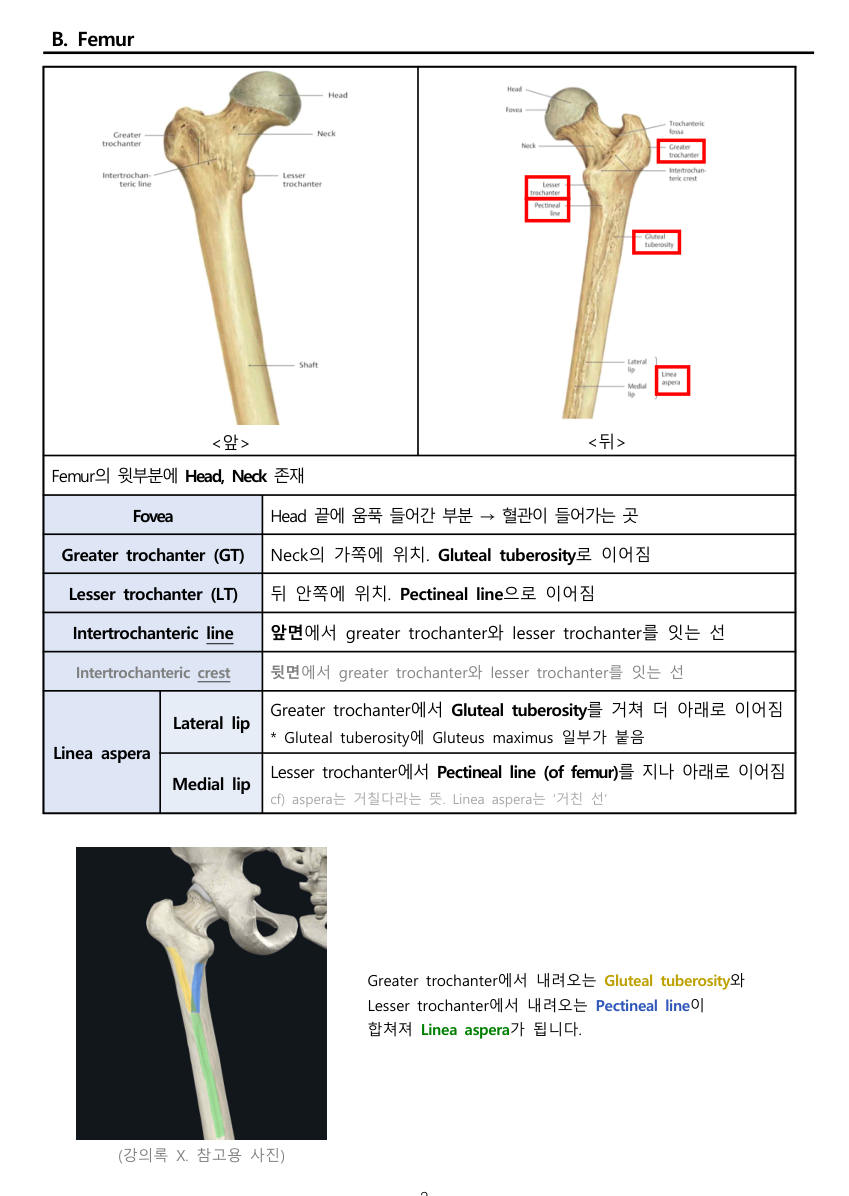 B. Femur
Head
Greater
trochanter
Neck
Intertrochan-
teric line
Lesser
trochanter
Shaft
<앞>
Head
Fovea
Trochanteric
fossa
Neck
Greater
trochanter
Intertrochan-
teric crest
Lesser
trochanter
Pectineal
line
Gluteal
tuberosity
Lateral
lip
Linea
aspera
Medial
lip
<뒤>
Femur의 윗부분에 Head, Neck 존재
Fovea
Head 끝에 움푹 들어간 부분 → 혈관이 들어가는 곳
Greater trochanter (GT)
Neck의 가쪽에 위치. Gluteal tuberosity로 이어짐
Lesser trochanter (LT)
뒤 안쪽에 위치. Pectineal line으로 이어짐
Intertrochanteric line
앞면에서 greater trochanter와 lesser trochanter를 잇는 선
Intertrochanteric crest
뒷면에서 greater trochanter와 lesser trochanter를 잇는 선
Linea aspera
Lateral lip
Greater trochanter에서 Gluteal tuberosity를 거쳐 더 아래로 이어짐
* Gluteal tuberosity에 Gluteus maximus 일부가 붙음
Medial lip
Lesser trochanter에서 Pectineal line (of femur)를 지나 아래로 이어짐
cf) aspera는 거칠다라는 뜻. Linea aspera는 '거친 선'
Greater trochanter에서 내려오는 Gluteal tuberosity와
Lesser trochanter에서 내려오는 Pectineal line이
합쳐져 Linea aspera가 됩니다.
(강의록 X. 참고용 사진)